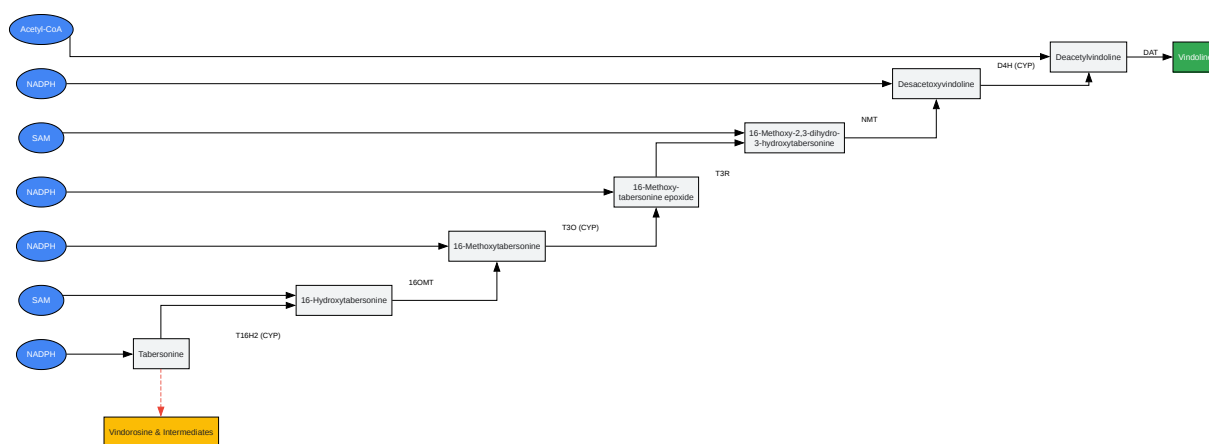 Acetyl-CoA
DAT
Deacetylvindoline
Vindoline
D4H (CYP)
NADPH
Desacetoxyvindoline
NMT
SAM
16-Methoxy-2,3-dihydro-
3-hydroxytabersonine
T3R
NADPH
16-Methoxy-
tabersonine epoxide
T3O (CYP)
NADPH
16-Methoxytabersonine
16OMT
SAM
16-Hydroxytabersonine
T16H2 (CYP)
NADPH
Tabersonine
Vindorosine & Intermediates